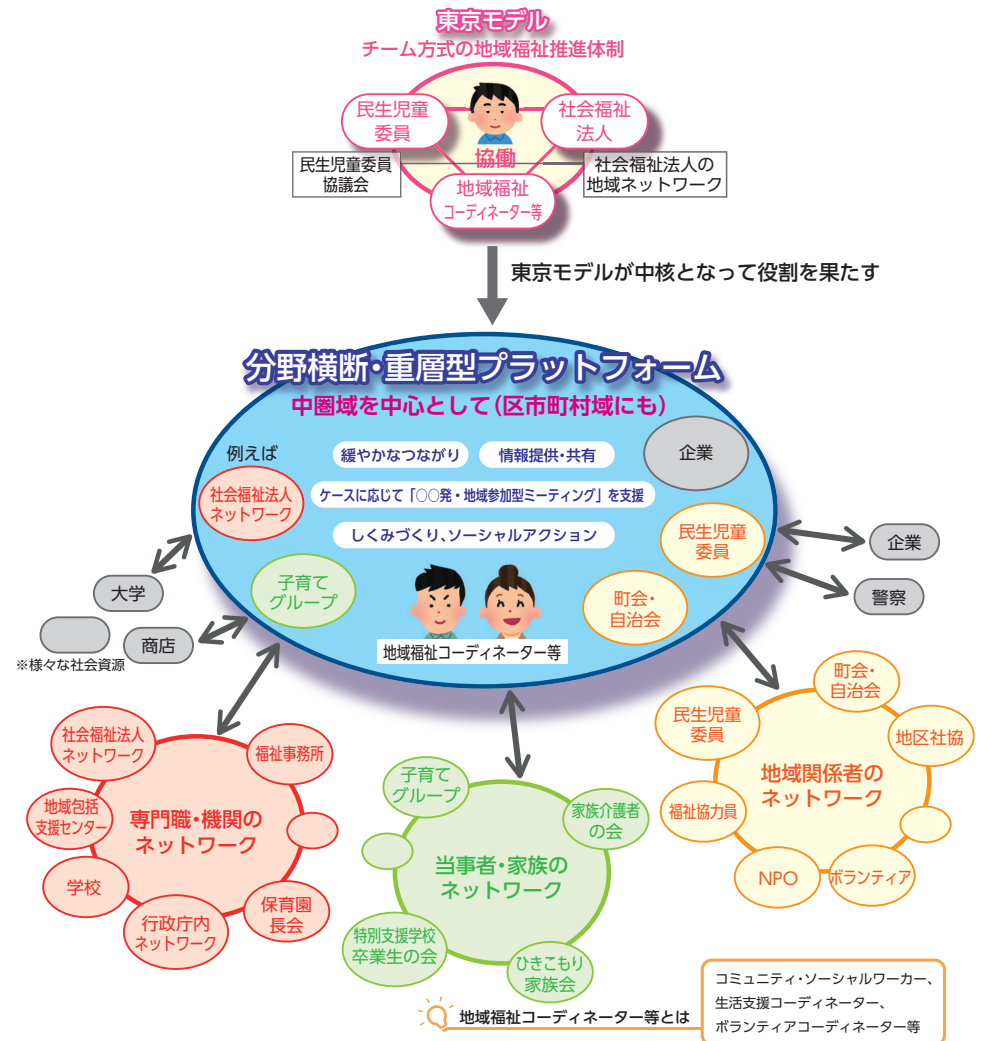 東京モデル
チーム方式の地域福祉推進体制
民生児童
委員
社会福祉
法人
協働
民生児童委員
協議会
社会福祉法人の
地域ネットワーク
地域福祉
コーディネーター等
東京モデルが中核となって役割を果たす
分野横断・重層型プラットフォーム
中圏域を中心として(区市町村域にも)
例えば
緩やかなつながり
情報提供・共有
企業
社会福祉法人
ネットワーク
ケースに応じて「○○発・地域参加型ミーティング」を支援
しくみづくり、ソーシャルアクション
民生児童
委員
子育て
グループ
町会・
自治会
地域福祉コーディネーター等
企業
警察
大学
商店
※様々な社会資源
社会福祉法人
ネットワーク
福祉事務所
地域包括
支援センター
専門職・機関の
ネットワーク
学校
行政庁内
ネットワーク
保育園
長会
子育て
グループ
家族介護者
の会
当事者・家族の
ネットワーク
特別支援学校
卒業生の会
ひきこもり
家族会
町会・
自治会
民生児童
委員
地区社協
地域関係者の
ネットワーク
福祉協力員
NPO
ボランティア
地域福祉コーディネーター等とは
コミュニティ・ソーシャルワーカー、
生活支援コーディネーター、
ボランティアコーディネーター等